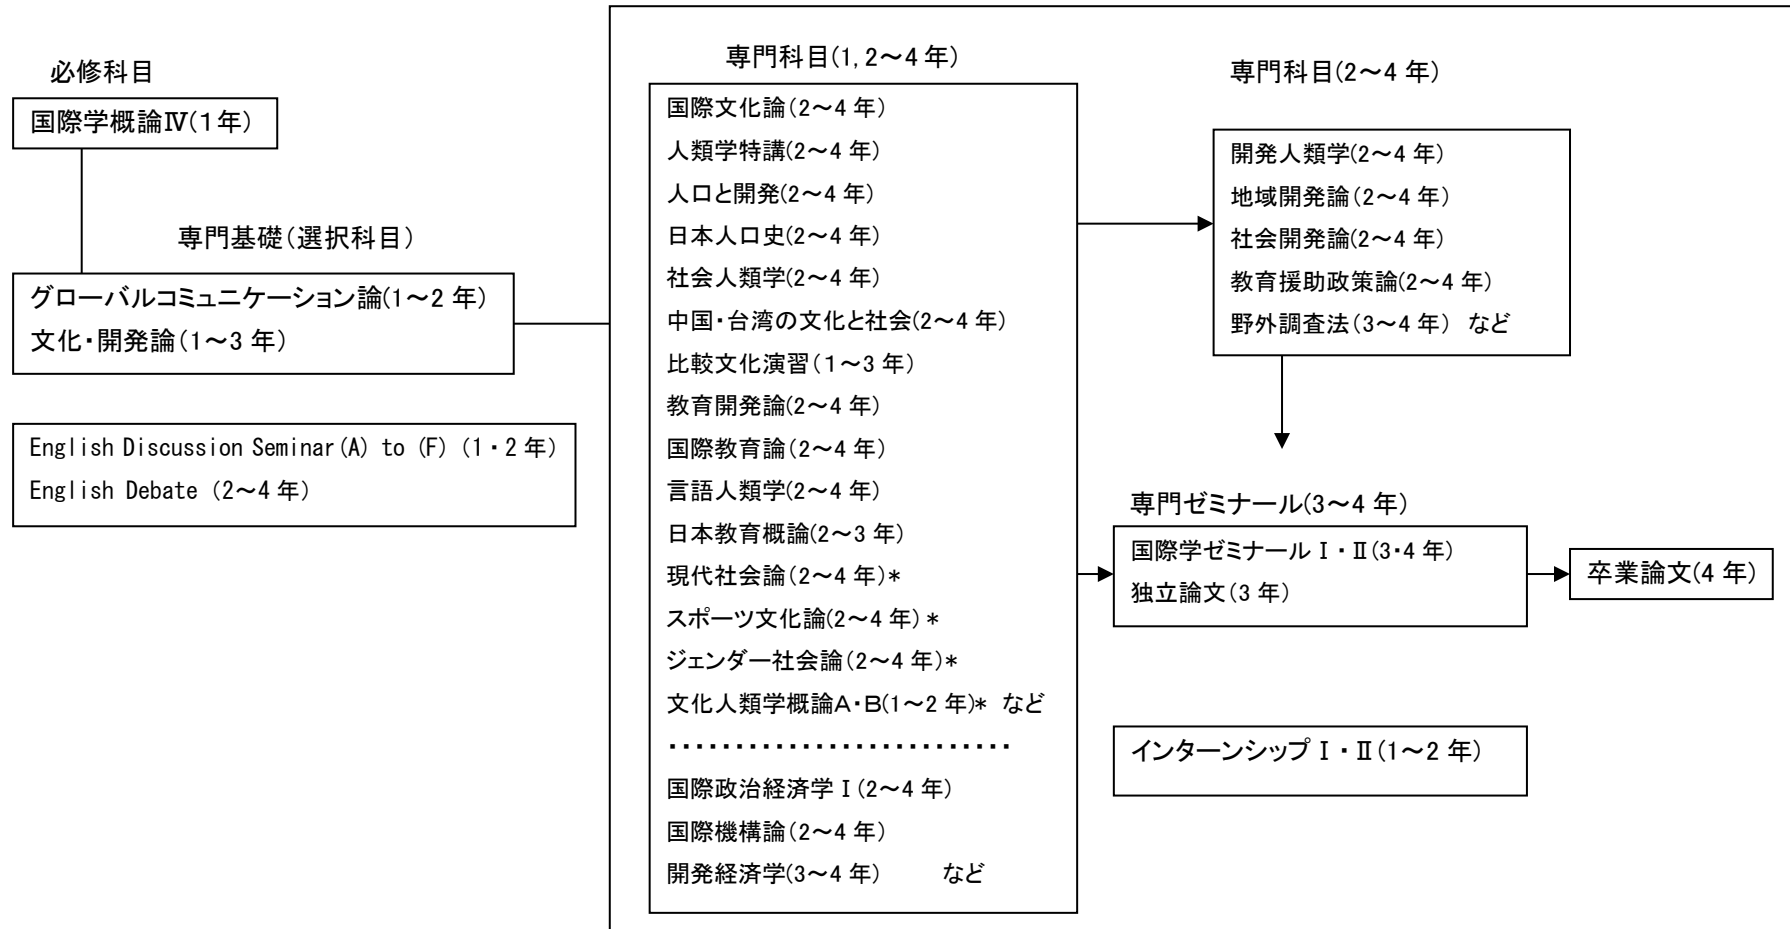 必修科目
国際学概論Ⅳ(1年)
専門基礎(選択科目)
グローバルコミュニケーション論(1～2年)
文化・開発論(1～3年)
English Discussion Seminar(A) to (F) (1・2年)
English Debate (2～4年)
専門科目(1,2～4年)
国際文化論(2～4年)
人類学特講(2～4年)
人口と開発(2～4年)
日本人口史(2～4年)
社会人類学(2～4年)
中国・台湾の文化と社会(2～4年)
比較文化演習(1～3年)
教育開発論(2～4年)
国際教育論(2～4年)
言語人類学(2～4年)
日本教育概論(2～3年)
現代社会論(2～4年)*
スポーツ文化論(2～4年)*
ジェンダー社会論(2～4年)*
文化人類学概論A・B(1～2年)* など
・・・・・・・・・・・・・・・・・・・・・・・・・・
国際政治経済学Ⅰ(2～4年)
国際機構論(2～4年)
開発経済学(3～4年) など
専門科目(2～4年)
開発人類学(2～4年)
地域開発論(2～4年)
社会開発論(2～4年)
教育援助政策論(2～4年)
野外調査法(3～4年) など
専門ゼミナール(3～4年)
国際学ゼミナールⅠ・Ⅱ(3・4年)
独立論文(3年)
卒業論文(4年)
インターンシップⅠ・Ⅱ(1～2年)